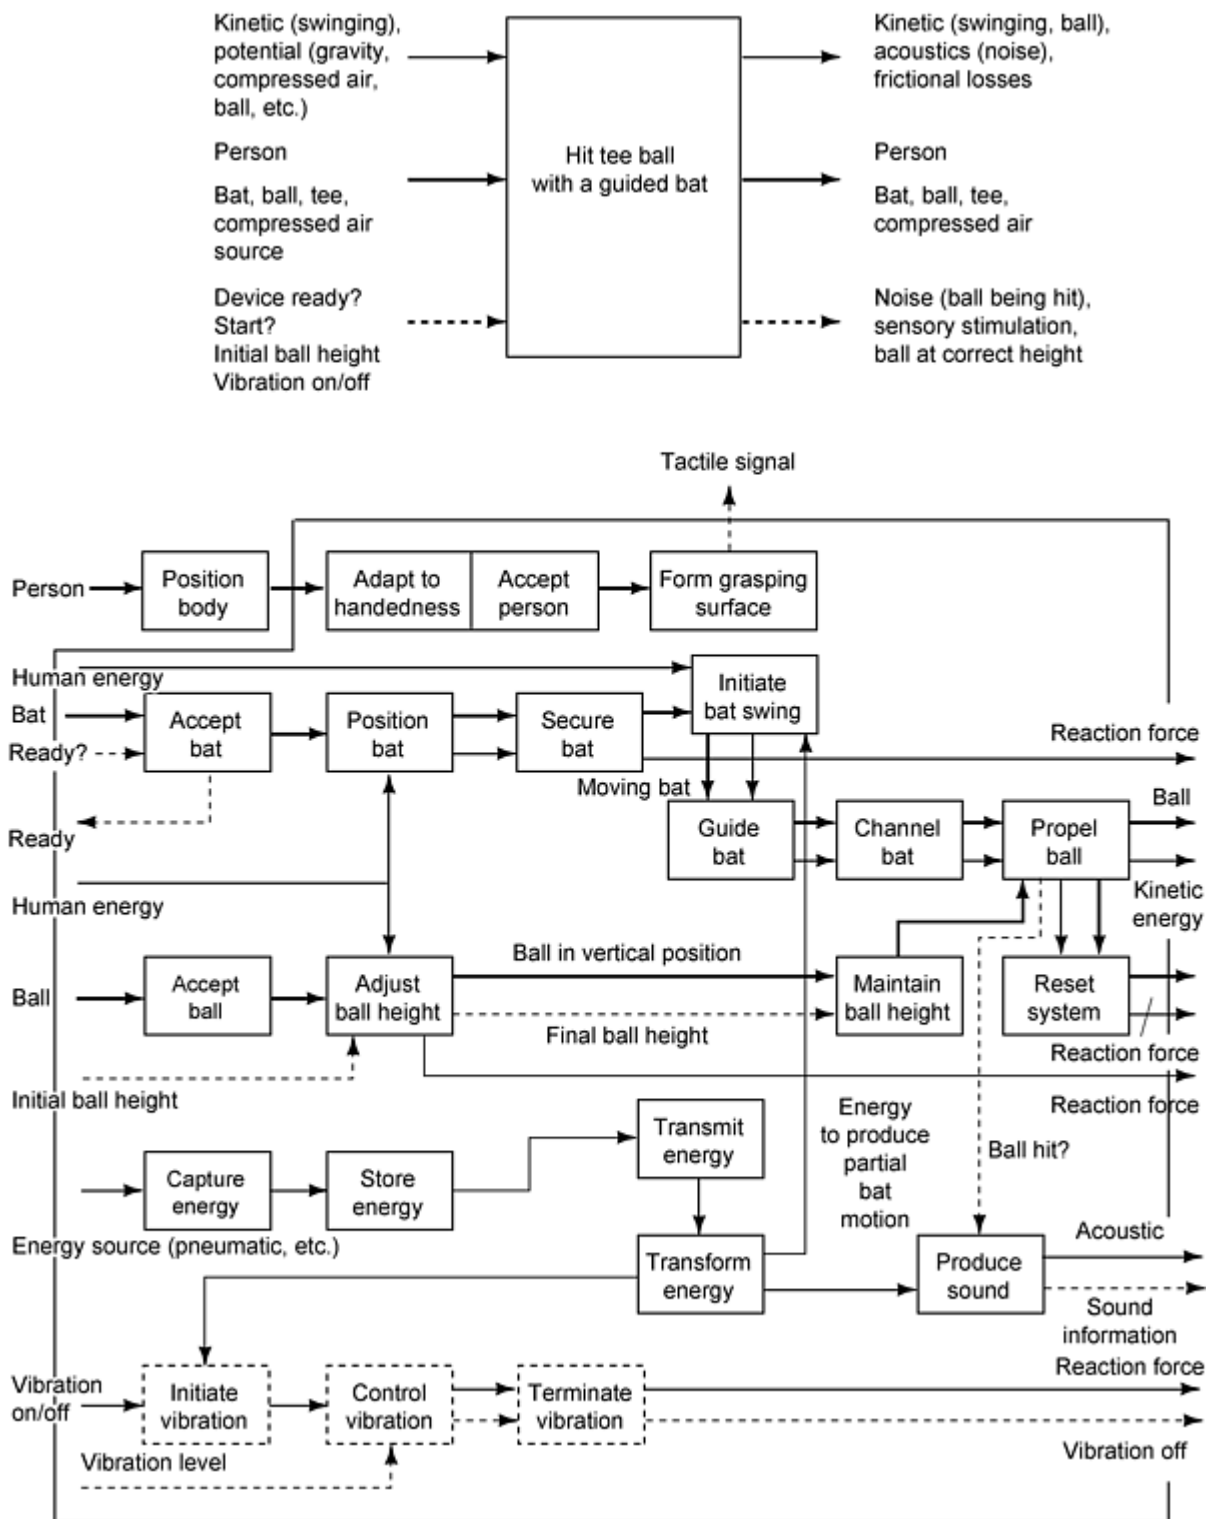 Kinetic (swinging),
potential (gravity,
compressed air,
ball, etc.)
Person
Bat, ball, tee,
compressed air
source
Device ready?
Start?
Initial ball height
Vibration on/off
Hit tee ball
with a guided bat
Kinetic (swinging, ball),
acoustics (noise),
frictional losses
Person
Bat, ball, tee,
compressed air
Noise (ball being hit),
sensory stimulation,
ball at correct height
Tactile signal
Person
Position
body
Adapt to
handedness
Accept
person
Form grasping
surface
Human energy
Initiate
bat swing
Bat
Ready?
Accept
bat
Position
bat
Secure
bat
Reaction force
Moving bat
Ready
Guide
bat
Channel
bat
Propel
ball
Ball
Human energy
Kinetic
energy
Ball
Accept
ball
Adjust
ball height
Ball in vertical position
Final ball height
Maintain
ball height
Reset
system
Reaction force
Initial ball height
Reaction force
Energy
to produce
partial
bat
motion
Ball hit?
Transmit
energy
Capture
energy
Store
energy
Energy source (pneumatic, etc.)
Transform
energy
Produce
sound
Acoustic
Sound
information
Vibration
on/off
Initiate
vibration
Control
vibration
Terminate
vibration
Reaction force
Vibration level
Vibration off